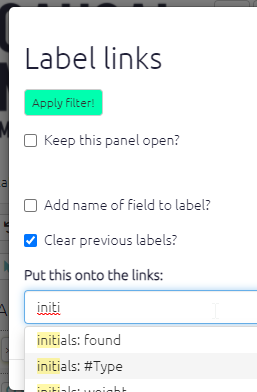 Label links
Apply filter!
Keep this panel open?
Add name of field to label?
Clear previous labels?
Put this onto the links:
initi
initials: found
initials: #Type
initials: weight